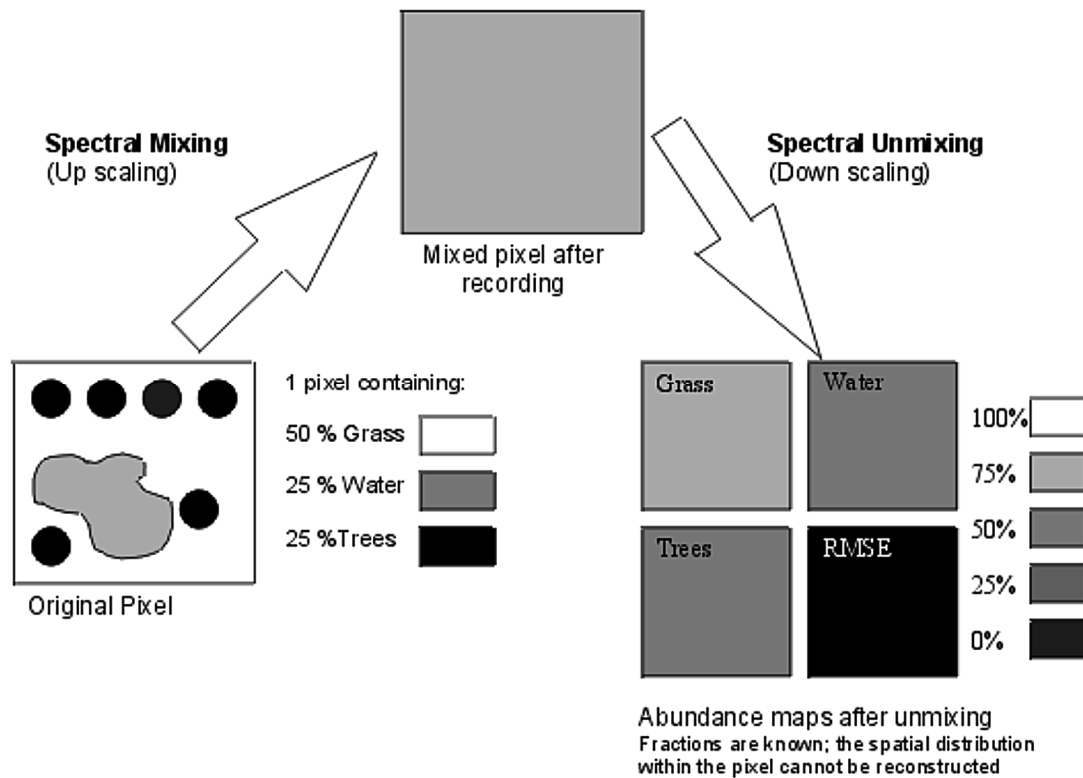 Spectral Mixing
(Up scaling)
Mixed pixel after
recording
Spectral Unmixing
(Down scaling)
1 pixel containing:
50 % Grass
25 % Water
25 %Trees
Original Pixel
Grass
Water
Trees
RMSE
100%
75%
50%
25%
0%
Abundance maps after unmixing
Fractions are known; the spatial distribution
within the pixel cannot be reconstructed